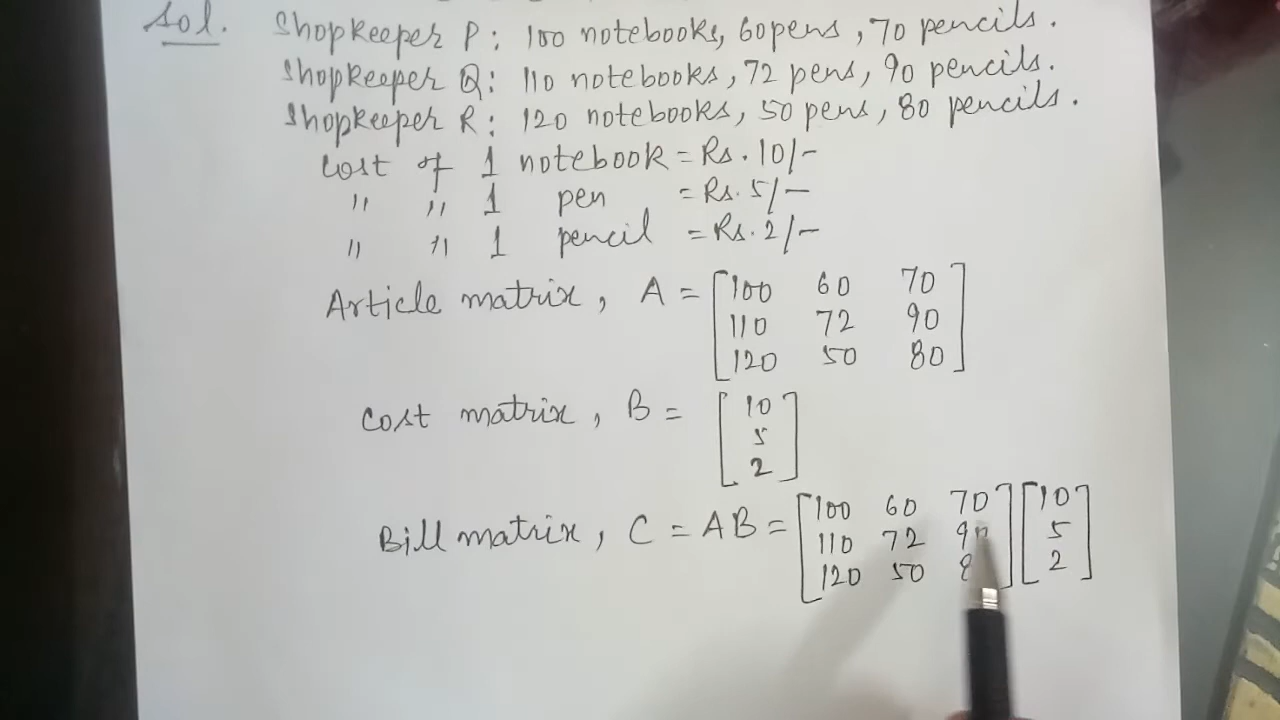 Sol. Shopkeeper P: 100 notebooks, 60 pens, 70 pencils.
Shopkeeper Q: 110 notebooks, 72 pens, 90 pencils.
Shopkeeper R: 120 notebooks, 50 pens, 80 pencils.
Cost of 1 notebook = Rs. 10/-
" " 1 pen = Rs. 5/-
" " 1 pencil = Rs. 2/-
Article matrix, A = [100 60 70
110 72 90
120 50 80]
Cost matrix, B = [10
5
2]
Bill matrix, C = AB = [100 60 70] [10
110 72 5
120 50 2]